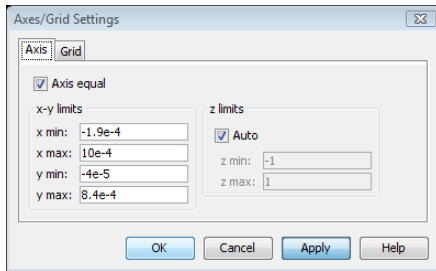 Axes/Grid Settings
Axis Grid
Axis equal
x-y limits
x min: -1.9e-4
x max: 10e-4
y min: -4e-5
y max: 8.4e-4
z limits
Auto
z min: -1
z max: 1
OK Cancel Apply Help